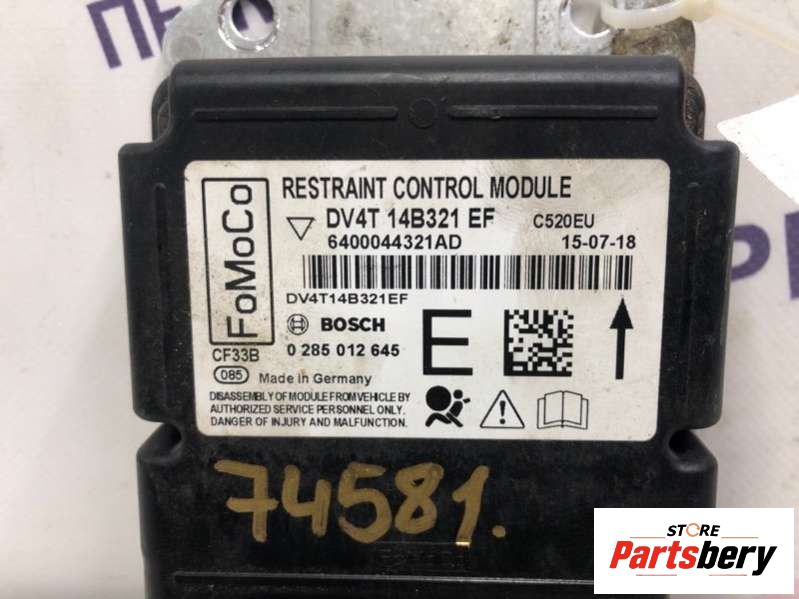 ПЕ
FoMoCo
RESTRAINT CONTROL MODULE
DV4T 14B321 EF C520EU
6400044321AD 15-07-18
DV4T14B321EF
BOSCH
0 285 012 645
E
CF33B
085 Made in Germany
DISASSEMBLY OF MODULE FROM VEHICLE BY
AUTHORIZED SERVICE PERSONNEL ONLY.
DANGER OF INJURY AND MALFUNCTION.
74581.
STORE
Partsbery